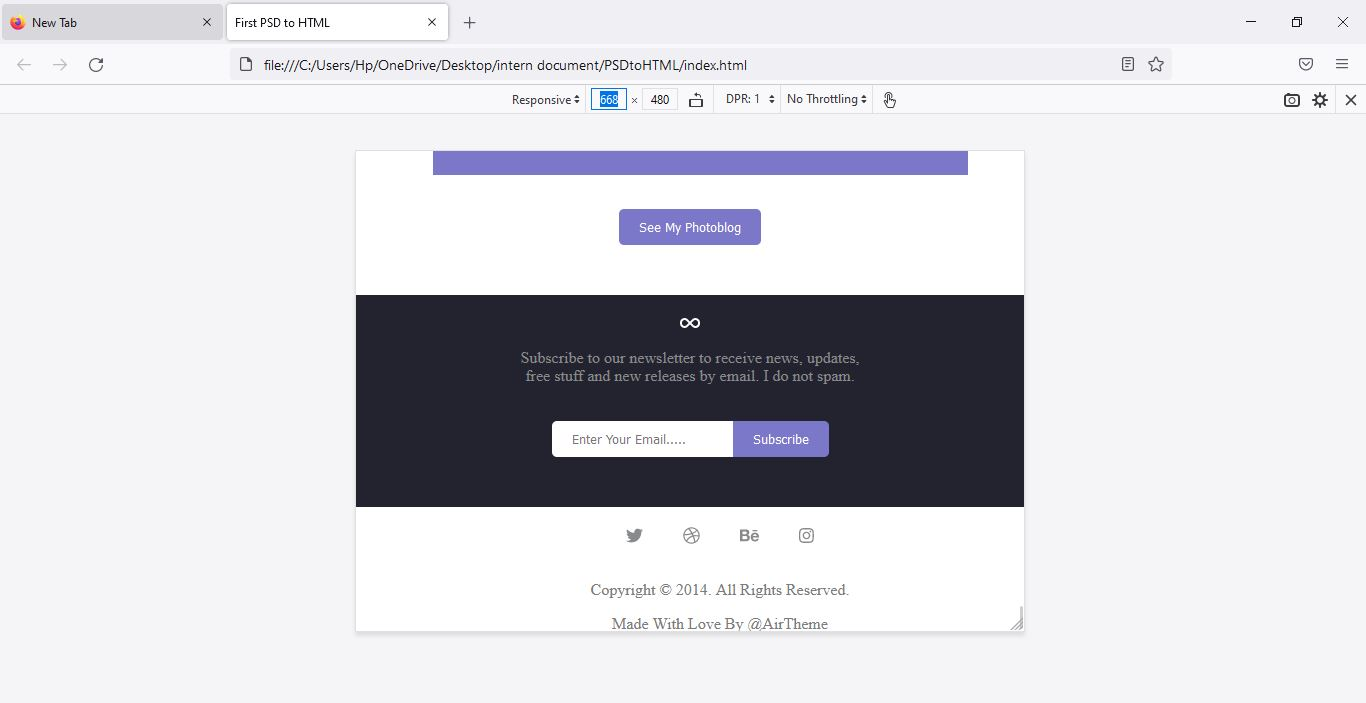 New Tab
First PSD to HTML
file:///C:/Users/Hp/OneDrive/Desktop/intern document/PSDtoHTML/index.html
Responsive 668 × 480 DPR: 1 No Throttling
See My Photoblog
Subscribe to our newsletter to receive news, updates,
free stuff and new releases by email. I do not spam.
Enter Your Email..... Subscribe
Bē
Copyright © 2014. All Rights Reserved.
Made With Love By @AirTheme